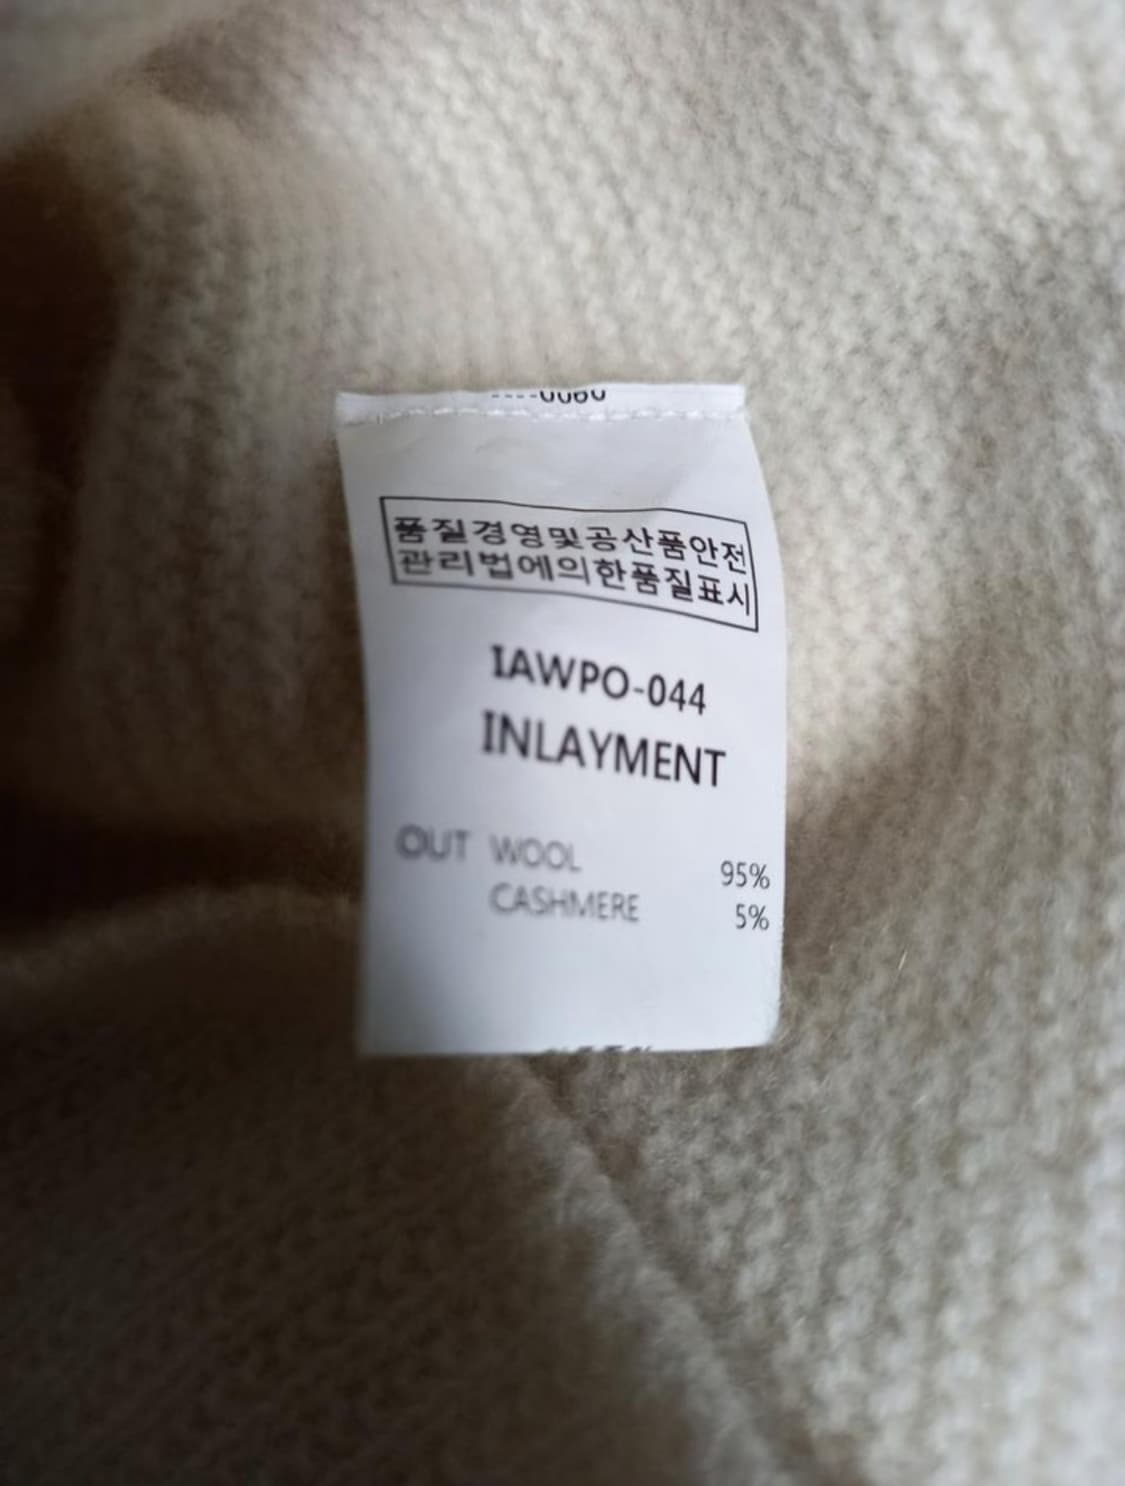 품질경영및공산품안전
관리법에의한품질표시
IAWPO-044
INLAYMENT
OUT WOOL 95%
CASHMERE 5%